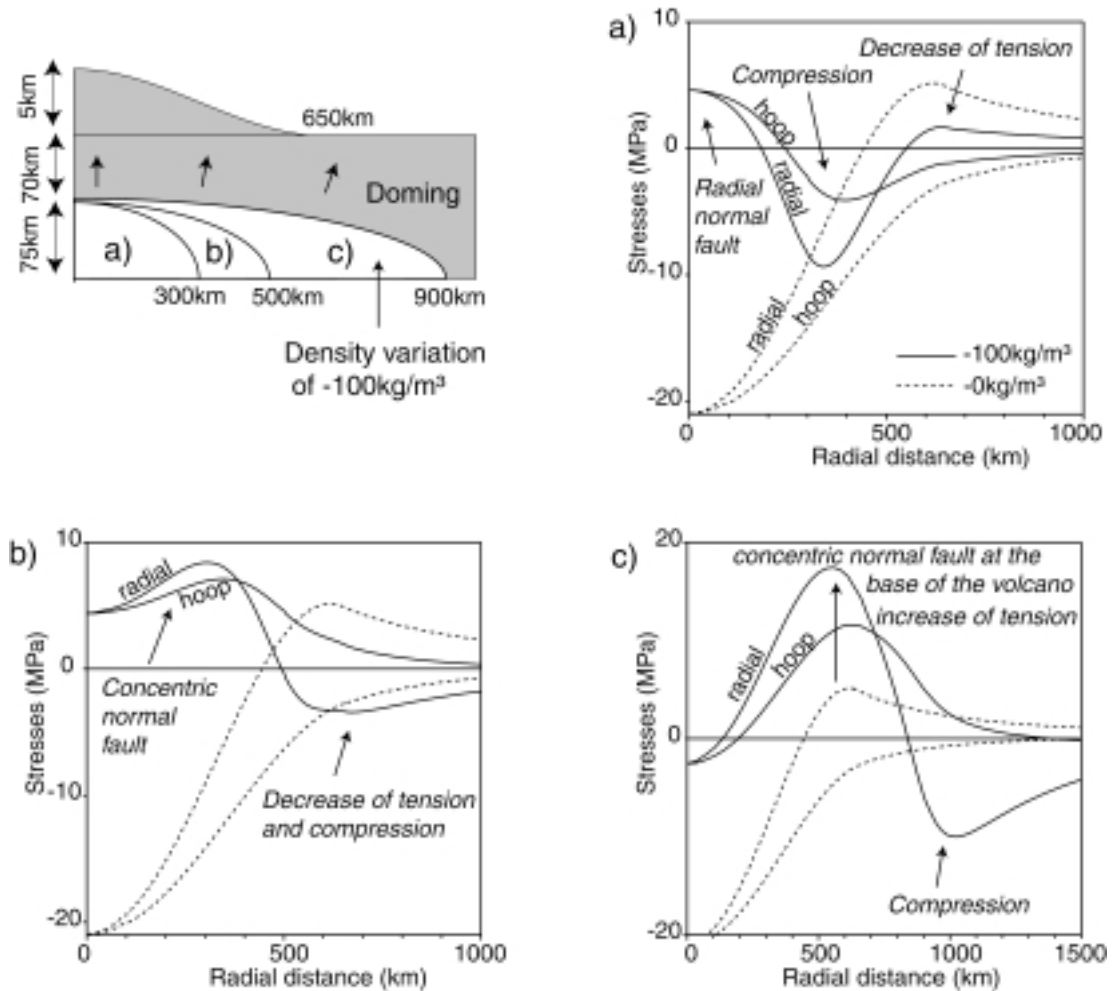 5km
70km
75km
650km
Doming
a)
b)
c)
300km
500km
900km
Density variation
of -100kg/m³
a)
10
0
-10
-20
Stresses (MPa)
Decrease of tension
Compression
hoop
radial
Radial
normal
fault
radial
hoop
-100kg/m³
-0kg/m³
0
500
1000
Radial distance (km)
b)
10
0
-10
-20
Stresses (MPa)
radial
hoop
Concentric
normal
fault
Decrease of tension
and compression
0
500
1000
Radial distance (km)
c)
20
10
0
-10
-20
Stresses (MPa)
concentric normal fault at the
base of the volcano
increase of tension
radial
hoop
Compression
0
500
1000
1500
Radial distance (km)